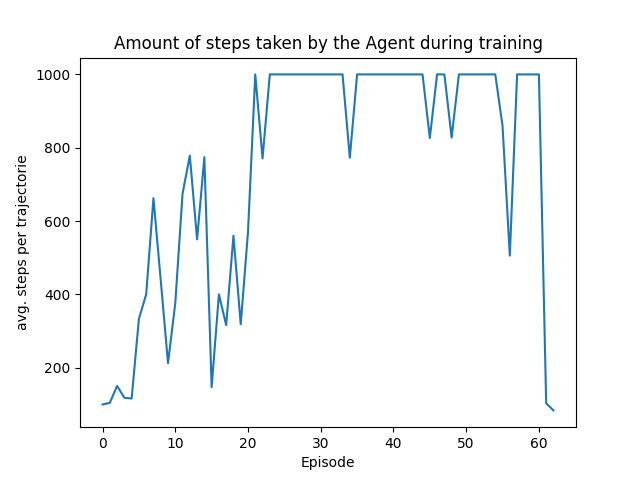 Amount of steps taken by the Agent during training
1000
800
600
400
200
avg. steps per trajectorie
0 10 20 30 40 50 60
Episode